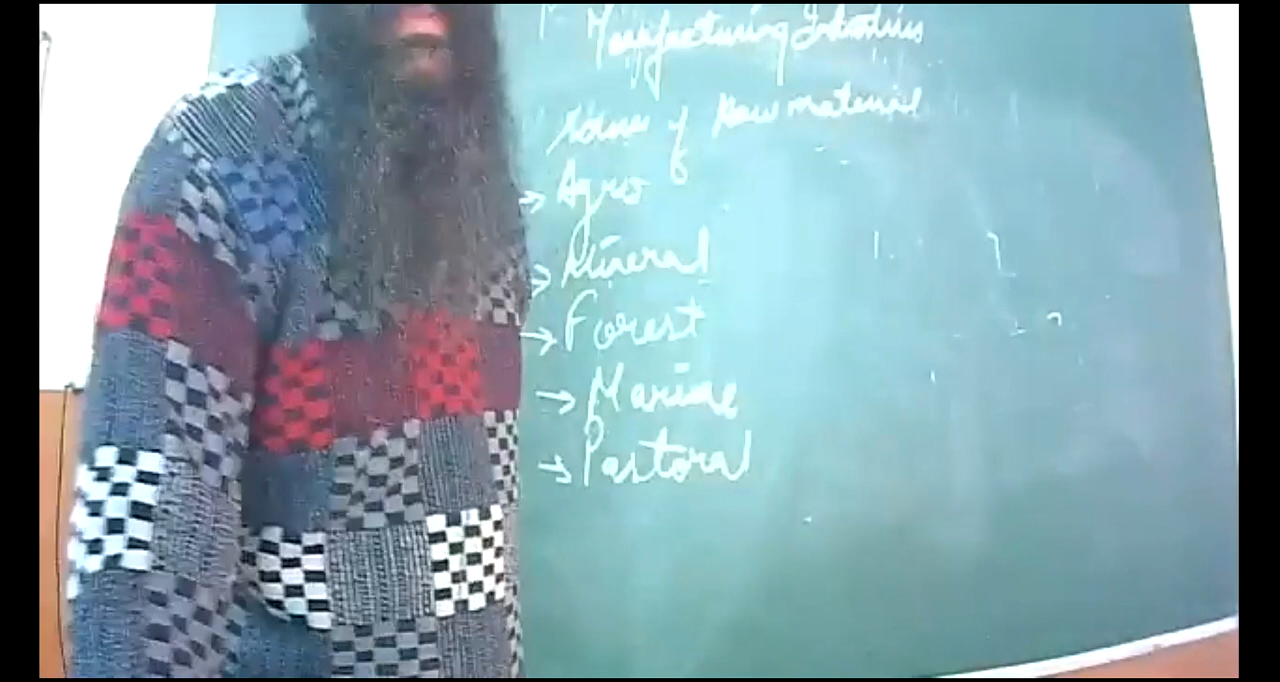 Manufacturing Industries
Source of Raw material
→ Agro
→ Mineral
→ Forest
→ Marine
→ Pastoral